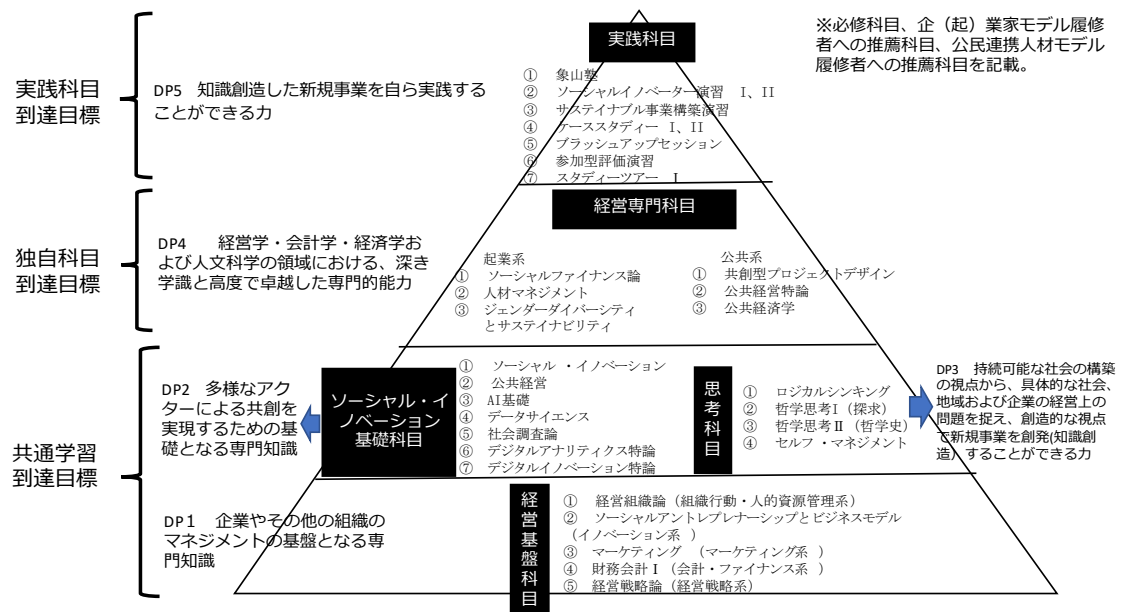 ※必修科目、企（起）業家モデル履修
者への推薦科目、公民連携人材モデル
履修者への推薦科目を記載。
実践科目
到達目標
DP5　知識創造した新規事業を自ら実践する
ことができる力
実践科目
①　象山塾
②　ソーシャルイノベーター演習　I、II
③　サステイナブル事業構築演習
④　ケーススタディー　I、II
⑤　ブラッシュアップセッション
⑥　参加型評価演習
⑦　スタディーツアー　I
独自科目
到達目標
DP4　　経営学・会計学・経済学お
よび人文科学の領域における、深き
学識と高度で卓越した専門的能力
経営専門科目
起業系
①　ソーシャルファイナンス論
②　人材マネジメント
③　ジェンダーダイバーシティ
とサステイナビリティ
公共系
①　共創型プロジェクトデザイン
②　公共経営特論
③　公共経済学
共通学習
到達目標
DP2　多様なアク
ターによる共創を
実現するための基
礎となる専門知識
ソーシャル・イ
ノベーション
基礎科目
①　ソーシャル ・イノベーション
②　公共経営
③　AI基礎
④　データサイエンス
⑤　社会調査論
⑥　デジタルアナリティクス特論
⑦　デジタルイノベーション特論
思考科目
①　ロジカルシンキング
②　哲学思考Ⅰ（探求）
③　哲学思考Ⅱ（哲学史）
④　セルフ ・マネジメント
DP3　持続可能な社会の構築
の視点から、具体的な社会、
地域および企業の経営上の
問題を捉え、創造的な視点
で新規事業を創発(知識創
造）することができる力
DP１　企業やその他の組織の
マネジメントの基盤となる専
門知識
経営基盤科目
①　経営組織論（組織行動・人的資源管理系）
②　ソーシャルアントレプレナーシップとビジネスモデル
（イノベーション系 ）
③　マーケティング （マーケティング系 ）
④　財務会計Ⅰ（会計・ファイナンス系 ）
⑤　経営戦略論（経営戦略系）